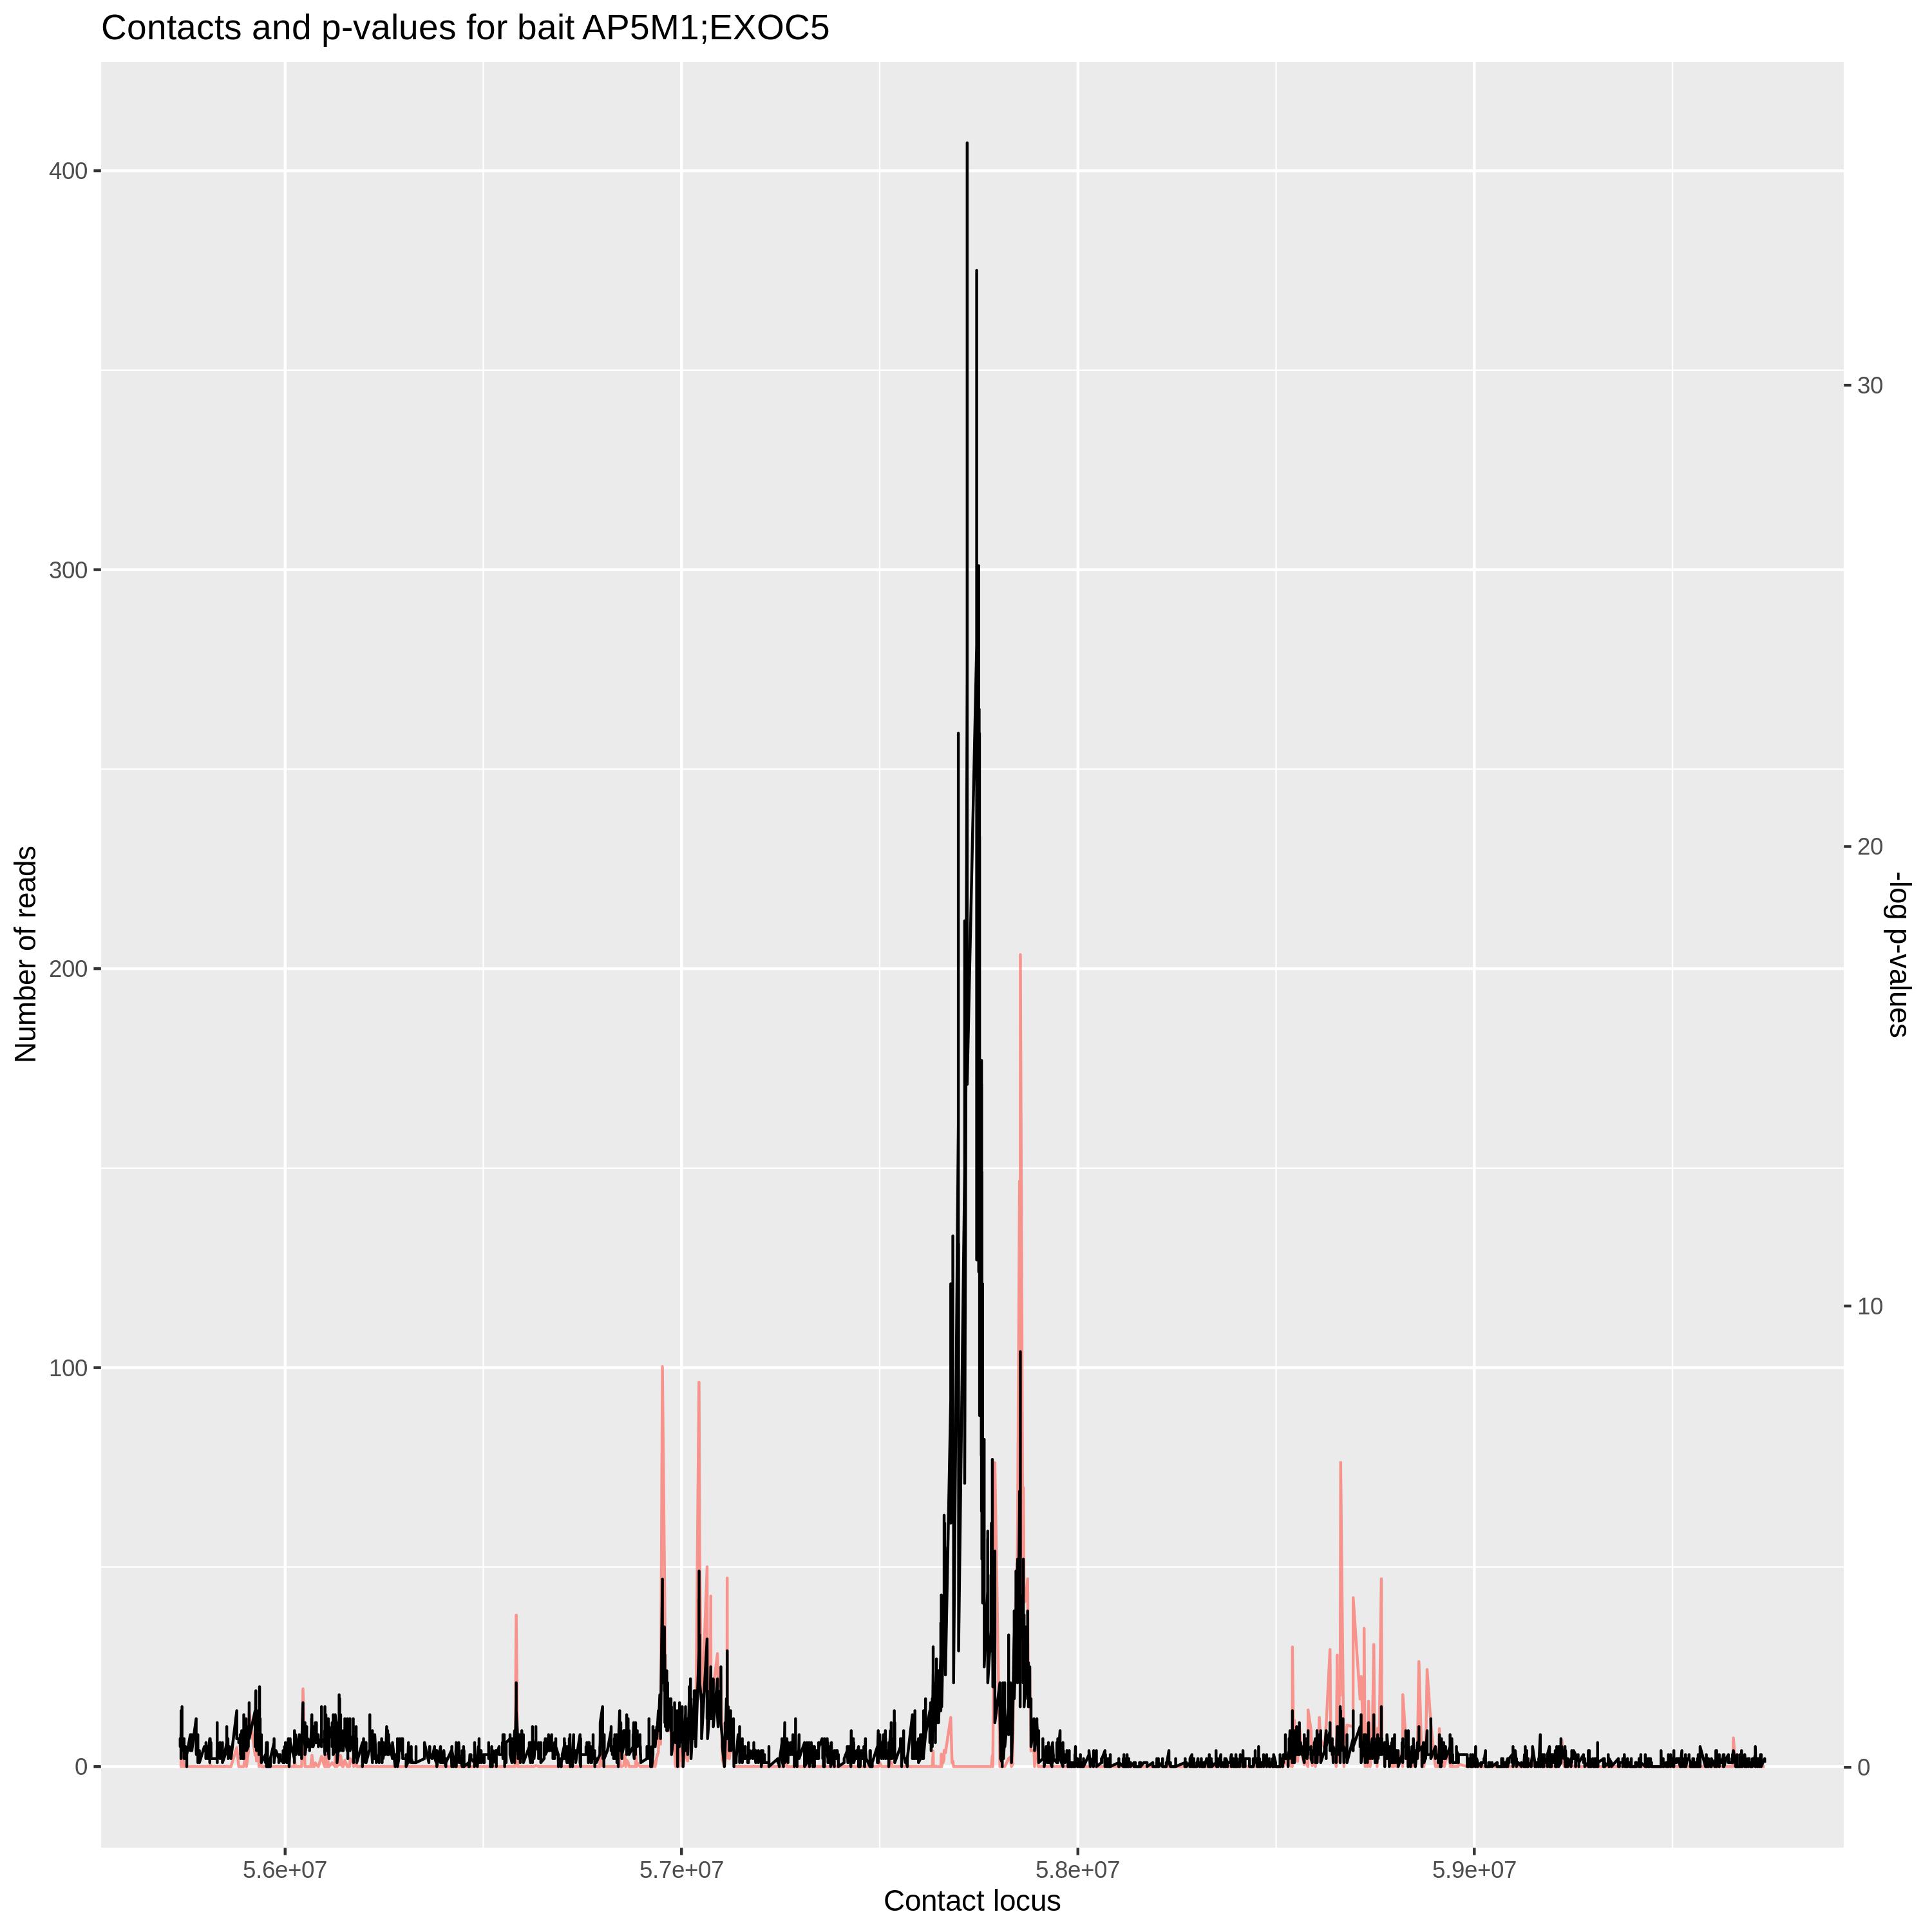 Contacts and p-values for bait AP5M1;EXOC5
400
300
200
100
0
Number of reads
30
20
10
0
-log p-values
5.6e+07
5.7e+07
5.8e+07
5.9e+07
Contact locus